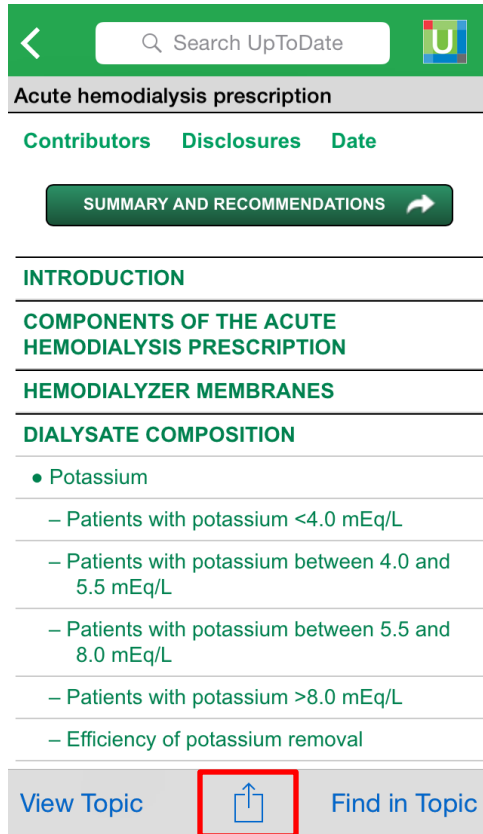 Search UpToDate
U
Acute hemodialysis prescription
Contributors Disclosures Date
SUMMARY AND RECOMMENDATIONS
INTRODUCTION
COMPONENTS OF THE ACUTE
HEMODIALYSIS PRESCRIPTION
HEMODIALYZER MEMBRANES
DIALYSATE COMPOSITION
• Potassium
– Patients with potassium <4.0 mEq/L
– Patients with potassium between 4.0 and
5.5 mEq/L
– Patients with potassium between 5.5 and
8.0 mEq/L
– Patients with potassium >8.0 mEq/L
– Efficiency of potassium removal
View Topic Find in Topic